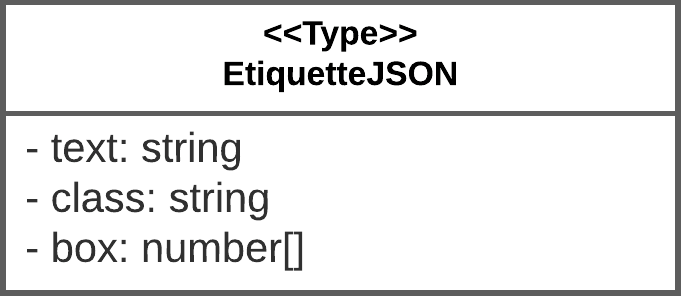 <<Type>>
EtiquetteJSON
- text: string
- class: string
- box: number[]